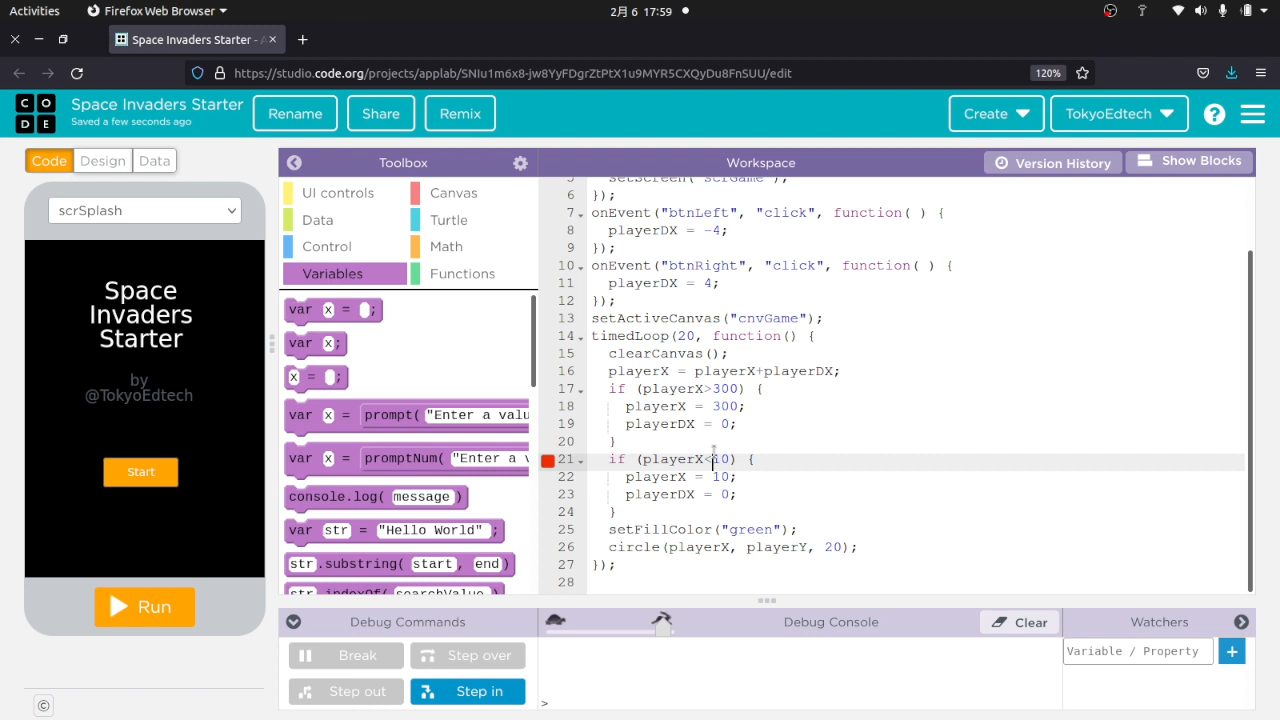 Activities
Firefox Web Browser
2月 6 17:59
Space Invaders Starter - A
https://studio.code.org/projects/applab/SNIu1m6x8-jw8YyFDgrZtPtX1u9MYR5CXQyDu8FnSUU/edit
120%
CODE
Space Invaders Starter
Saved a few seconds ago
Rename
Share
Remix
Create
TokyoEdtech
?
Code
Design
Data
scrSplash
Space
Invaders
Starter
by
@TokyoEdtech
Start
Run
©
Toolbox
UI controls
Canvas
Data
Turtle
Control
Math
Variables
Functions
var x = ;
var x;
x = ;
var x = prompt("Enter a valu
var x = promptNum("Enter a v
console.log( message )
var str = "Hello World" ;
str.substring( start, end)
str.indexOf( searchValue )
Workspace
Version History
Show Blocks
5 setScreen("scrGame");
6 });
7 onEvent("btnLeft", "click", function( ) {
8 playerDX = -4;
9 });
10 onEvent("btnRight", "click", function( ) {
11 playerDX = 4;
12 });
13 setActiveCanvas("cnvGame");
14 timedLoop(20, function() {
15 clearCanvas();
16 playerX = playerX+playerDX;
17 if (playerX>300) {
18 playerX = 300;
19 playerDX = 0;
20 }
21 if (playerX<10) {
22 playerX = 10;
23 playerDX = 0;
24 }
25 setFillColor("green");
26 circle(playerX, playerY, 20);
27 });
28
Debug Commands
Debug Console
Clear
Watchers
Break
Step over
Step out
Step in
Variable / Property
+
>